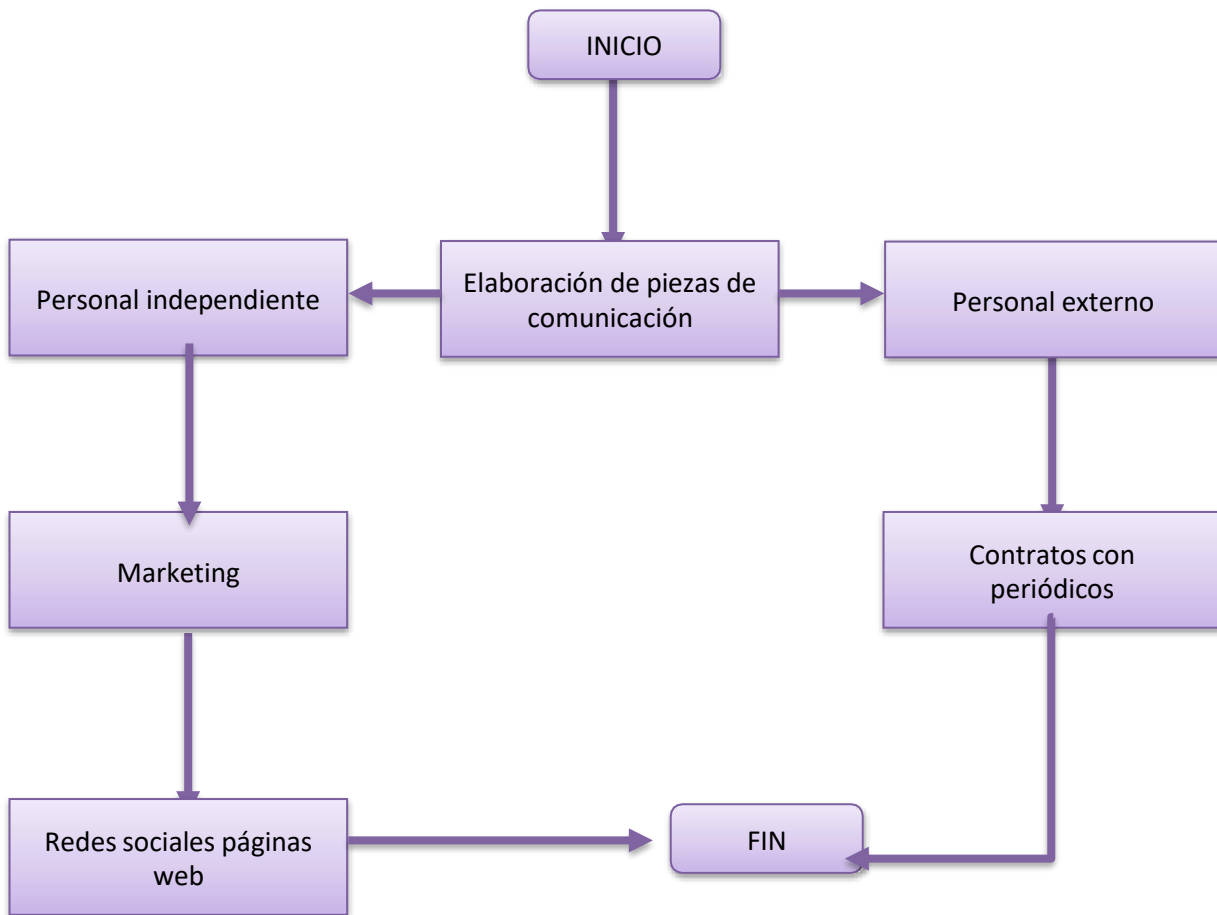 INICIO
Personal independiente
Elaboración de piezas de
comunicación
Personal externo
Marketing
Contratos con
periódicos
Redes sociales páginas
web
FIN